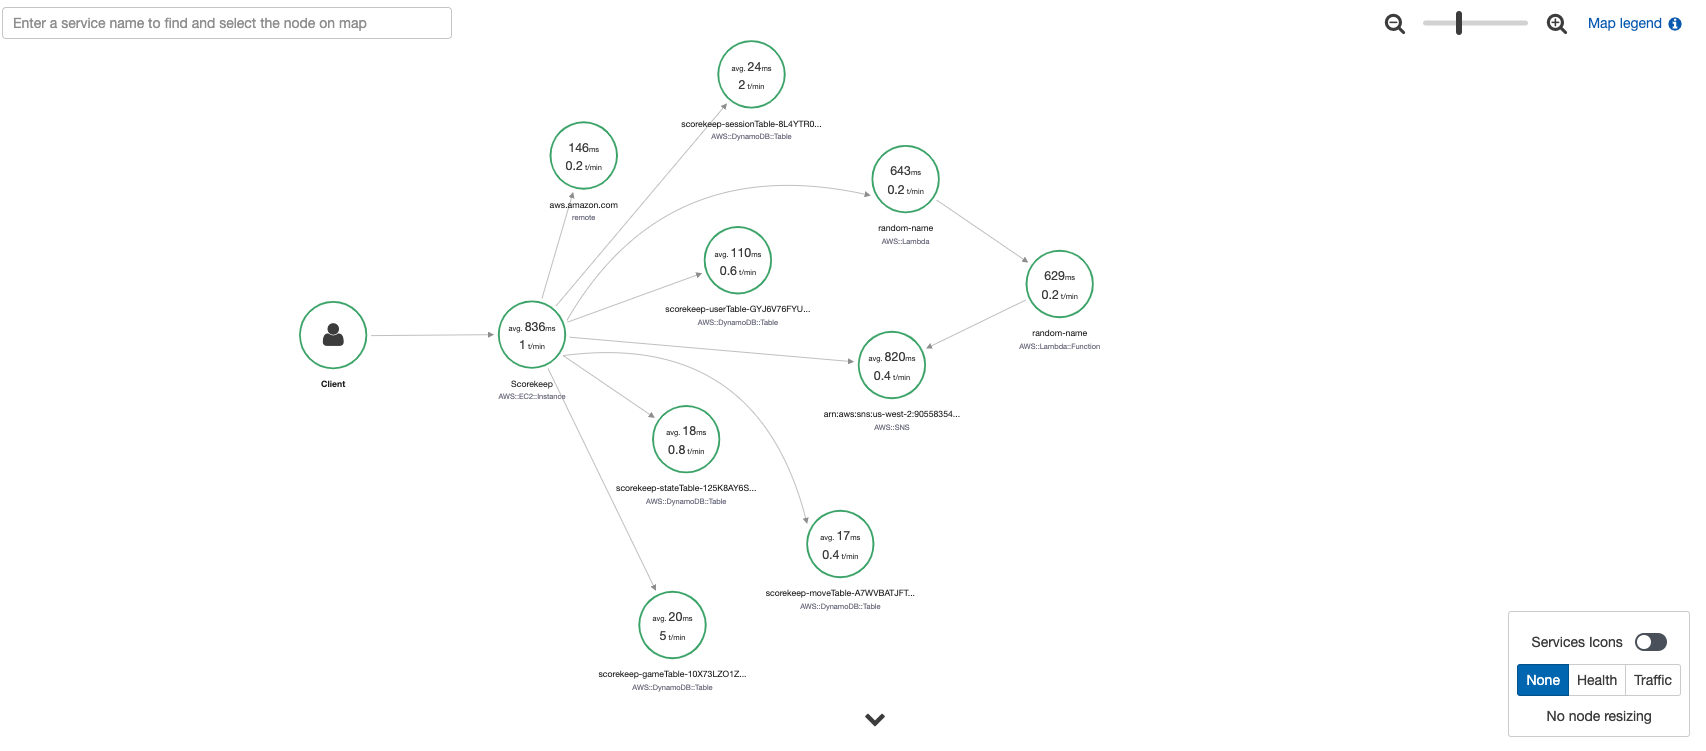 Enter a service name to find and select the node on map
Map legend
avg. 24ms
2 t/min
scorekeep-sessionTable-8L4YTR0...
AWS::DynamoDB::Table
146ms
0.2 t/min
aws.amazon.com
remote
643ms
0.2 t/min
random-name
AWS::Lambda
avg. 110ms
0.6 t/min
scorekeep-userTable-GYJ6V76FYU...
AWS::DynamoDB::Table
629ms
0.2 t/min
random-name
AWS::Lambda::Function
Client
avg. 836ms
1 t/min
Scorekeep
AWS::EC2::Instance
avg. 820ms
0.4 t/min
arn:aws:sns:us-west-2:90558354...
AWS::SNS
avg. 18ms
0.8 t/min
scorekeep-stateTable-125K8AY6S...
AWS::DynamoDB::Table
avg. 17ms
0.4 t/min
scorekeep-moveTable-A7WVBATJFT...
AWS::DynamoDB::Table
avg. 20ms
5 t/min
scorekeep-gameTable-10X73LZO1Z...
AWS::DynamoDB::Table
Services Icons
None Health Traffic
No node resizing